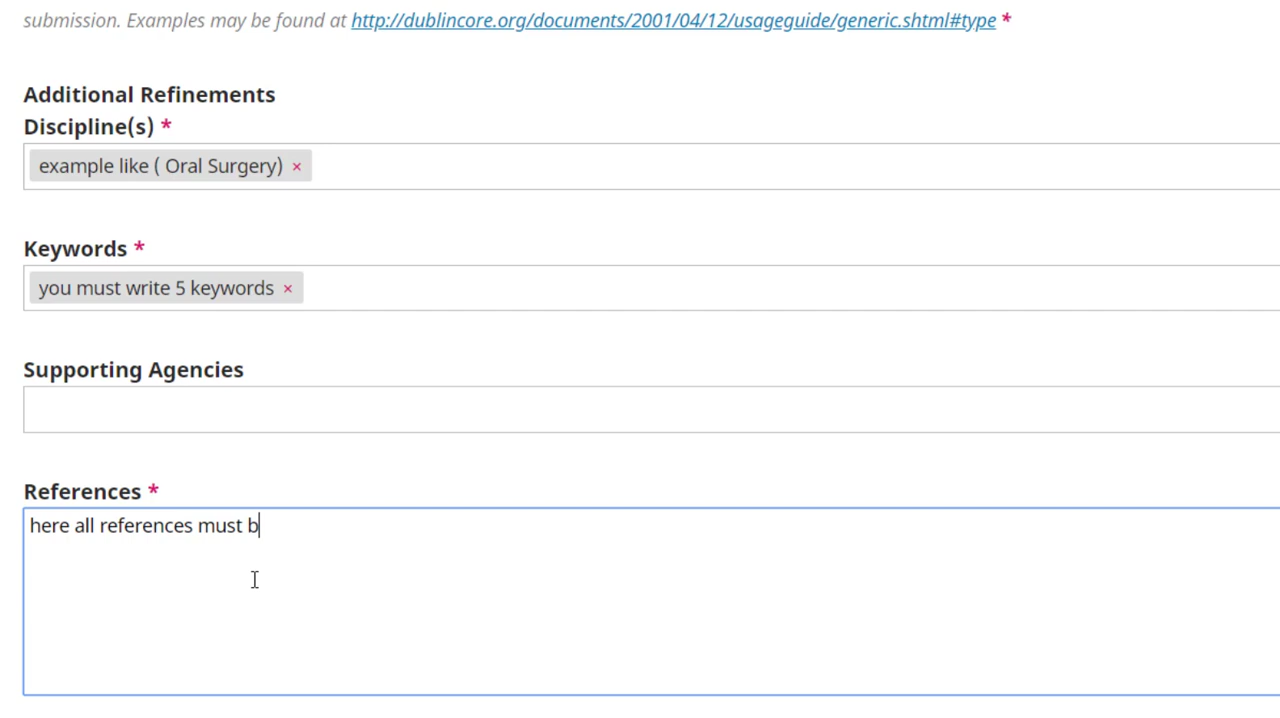 submission. Examples may be found at http://dublincore.org/documents/2001/04/12/usageguide/generic.shtml#type *
Additional Refinements
Discipline(s) *
example like ( Oral Surgery) ×
Keywords *
you must write 5 keywords ×
Supporting Agencies
References *
here all references must b